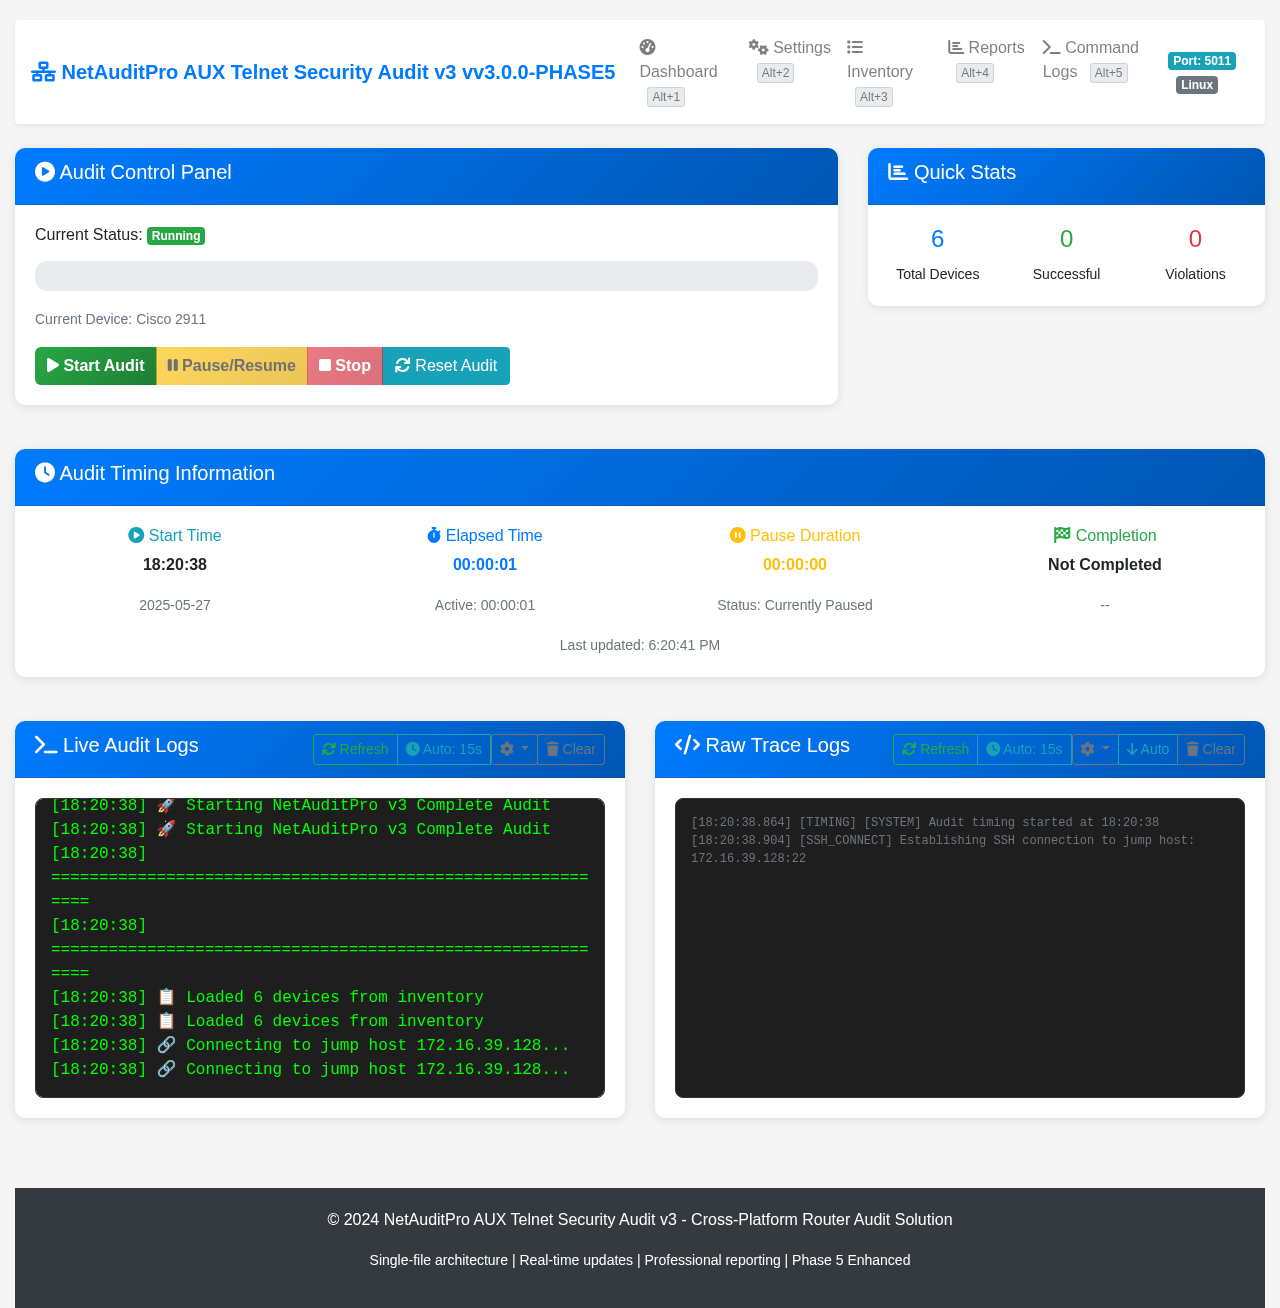 NetAuditPro AUX Telnet Security Audit v3 vv3.0.0-PHASE5
Dashboard
Alt+1
Settings
Alt+2
Inventory
Alt+3
Reports
Alt+4
Command
Logs Alt+5
Port: 5011
Linux
Audit Control Panel
Current Status: Running
Current Device: Cisco 2911
Start Audit Pause/Resume Stop Reset Audit
Quick Stats
6 0 0
Total Devices Successful Violations
Audit Timing Information
Start Time Elapsed Time Pause Duration Completion
18:20:38 00:00:01 00:00:00 Not Completed
2025-05-27 Active: 00:00:01 Status: Currently Paused --
Last updated: 6:20:41 PM
Live Audit Logs Refresh Auto: 15s Clear
[18:20:38] 🚀 Starting NetAuditPro v3 Complete Audit
[18:20:38] 🚀 Starting NetAuditPro v3 Complete Audit
[18:20:38]
========================================================
====
[18:20:38]
========================================================
====
[18:20:38] 📋 Loaded 6 devices from inventory
[18:20:38] 📋 Loaded 6 devices from inventory
[18:20:38] 🔗 Connecting to jump host 172.16.39.128...
[18:20:38] 🔗 Connecting to jump host 172.16.39.128...
Raw Trace Logs Refresh Auto: 15s Auto Clear
[18:20:38.864] [TIMING] [SYSTEM] Audit timing started at 18:20:38
[18:20:38.904] [SSH_CONNECT] Establishing SSH connection to jump host:
172.16.39.128:22
© 2024 NetAuditPro AUX Telnet Security Audit v3 - Cross-Platform Router Audit Solution
Single-file architecture | Real-time updates | Professional reporting | Phase 5 Enhanced